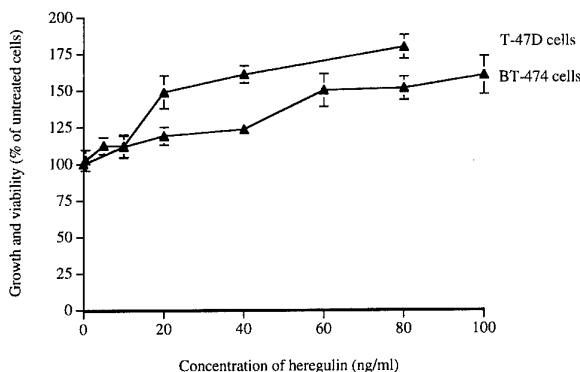 Growth and viability (% of untreated cells)
200
175
150
125
100
75
50
25
0
T-47D cells
BT-474 cells
0 20 40 60 80 100
Concentration of heregulin (ng/ml)